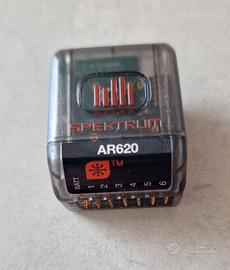 SPEKTRUM
AR620
TM
BATT 1 2 3 4 5 6
SUBITO